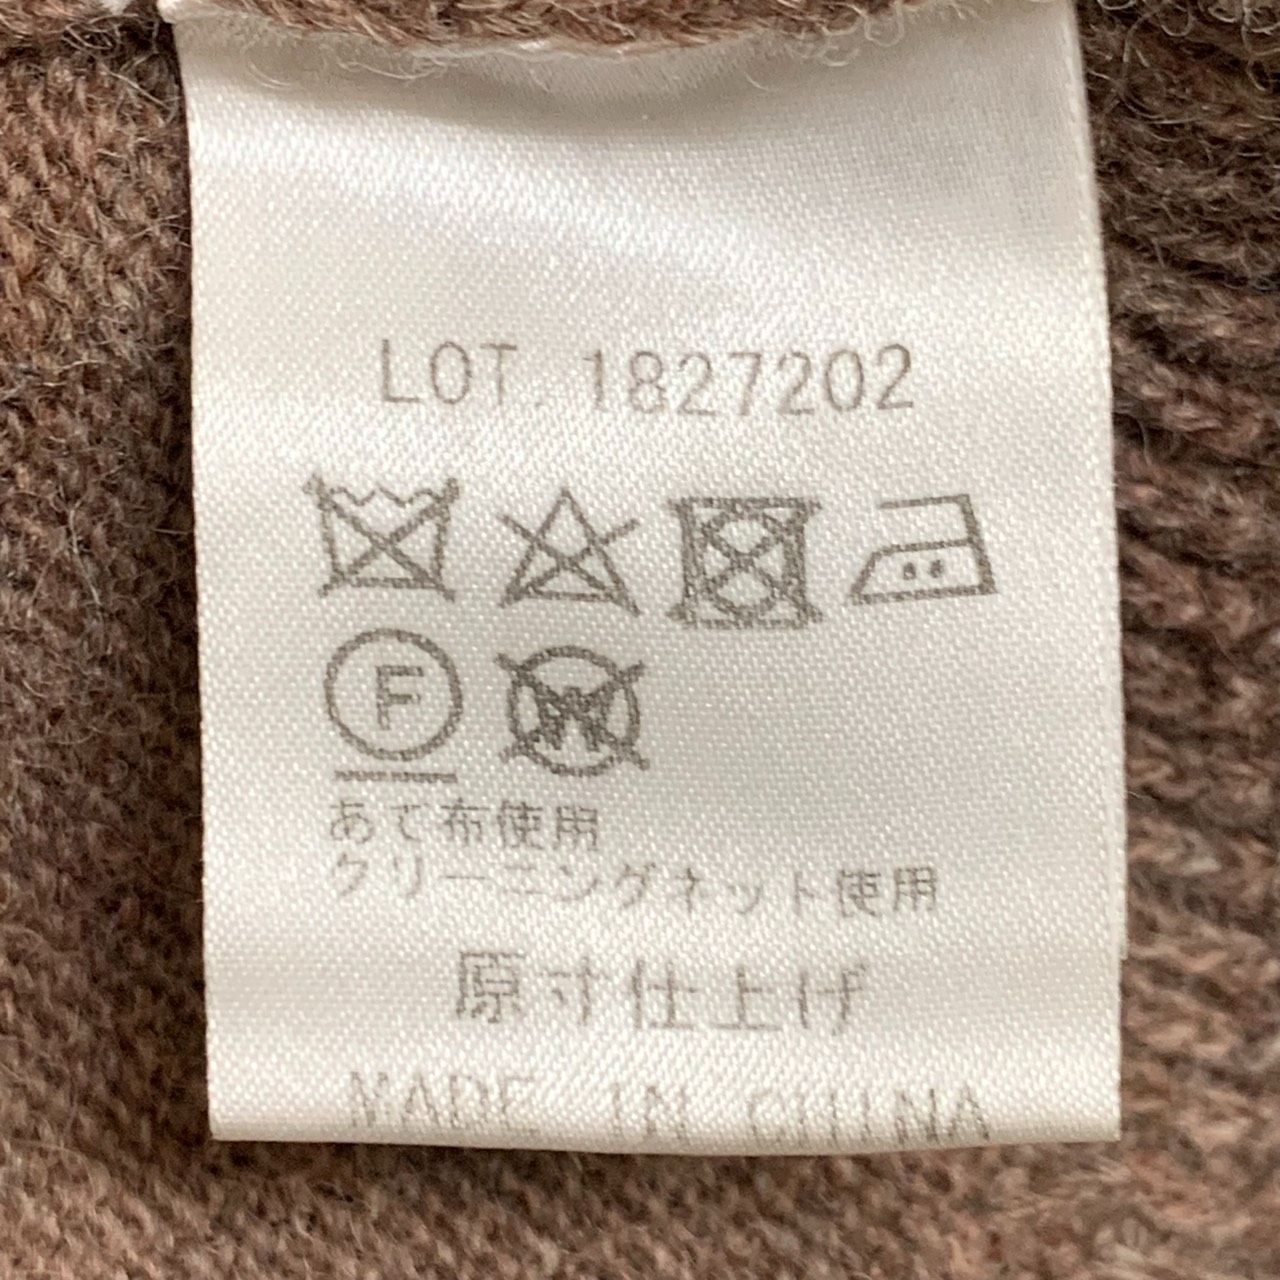 LOT. 1827202
F
W
あて布使用
クリーニングネット使用
原寸仕上げ
MADE IN CHINA